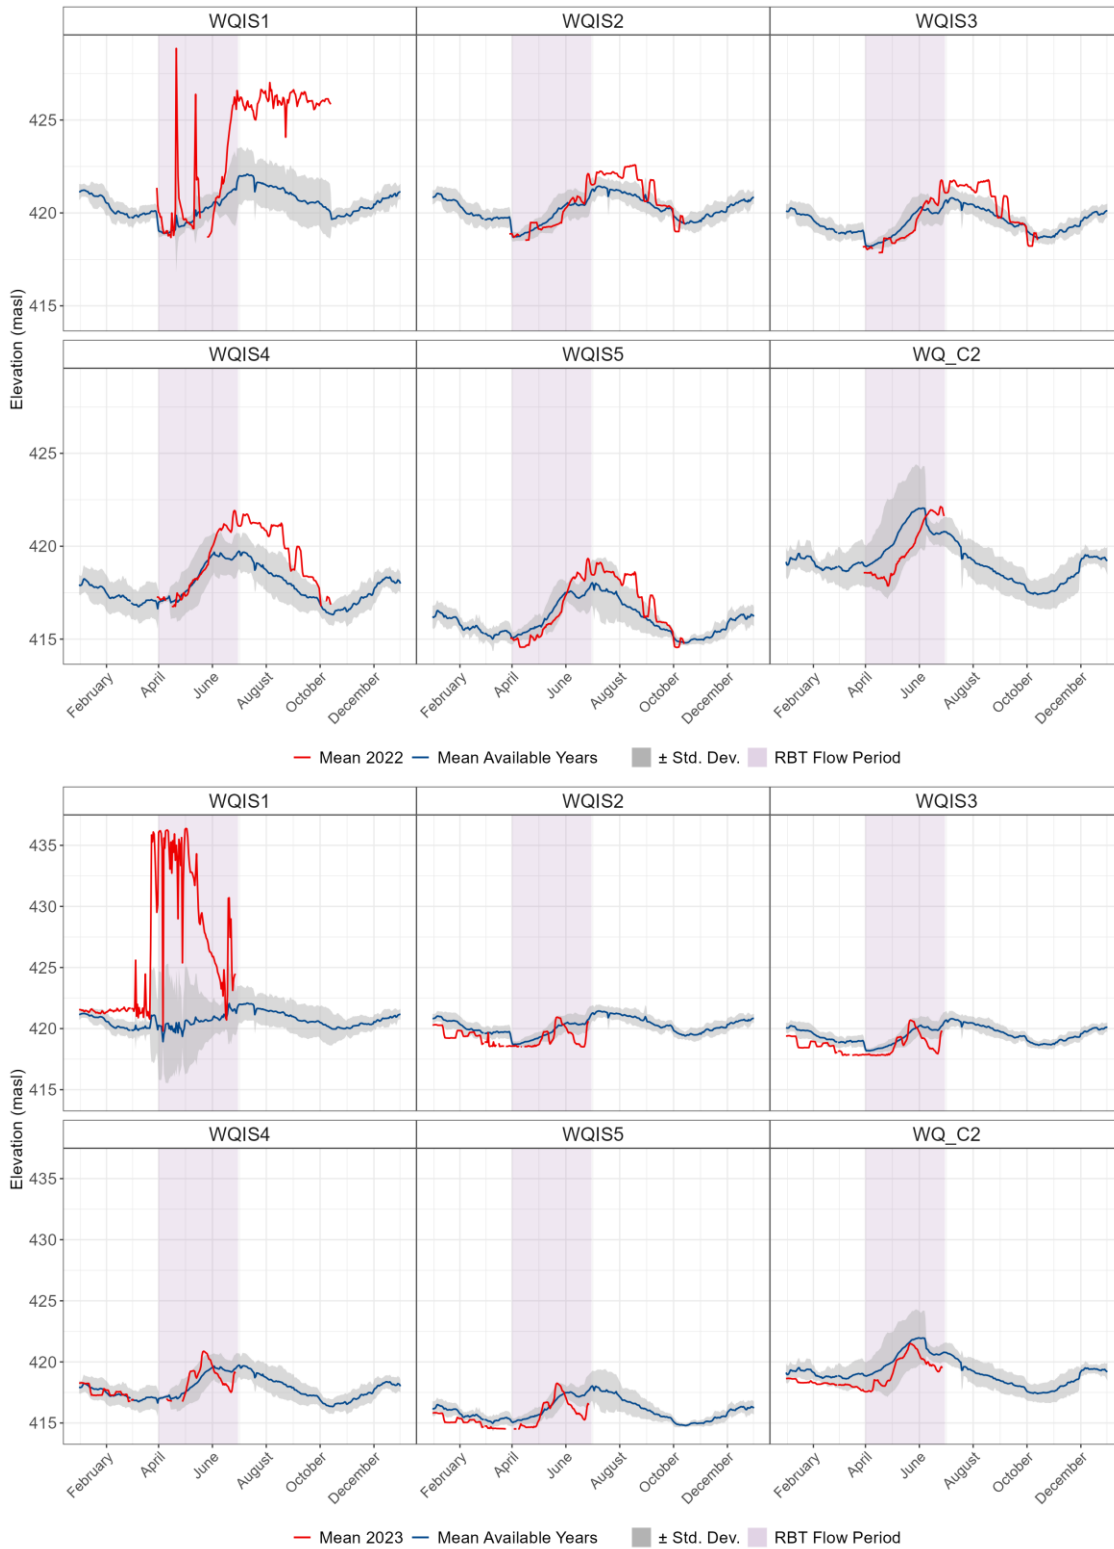 WQIS1 WQIS2 WQIS3
425
420
415
WQIS4 WQIS5 WQ_C2
425
420
415
Elevation (masl)
February April June August October December February April June August October December February April June August October December
Mean 2022 Mean Available Years ± Std. Dev. RBT Flow Period
WQIS1 WQIS2 WQIS3
435
430
425
420
415
WQIS4 WQIS5 WQ_C2
435
430
425
420
415
Elevation (masl)
February April June August October December February April June August October December February April June August October December
Mean 2023 Mean Available Years ± Std. Dev. RBT Flow Period